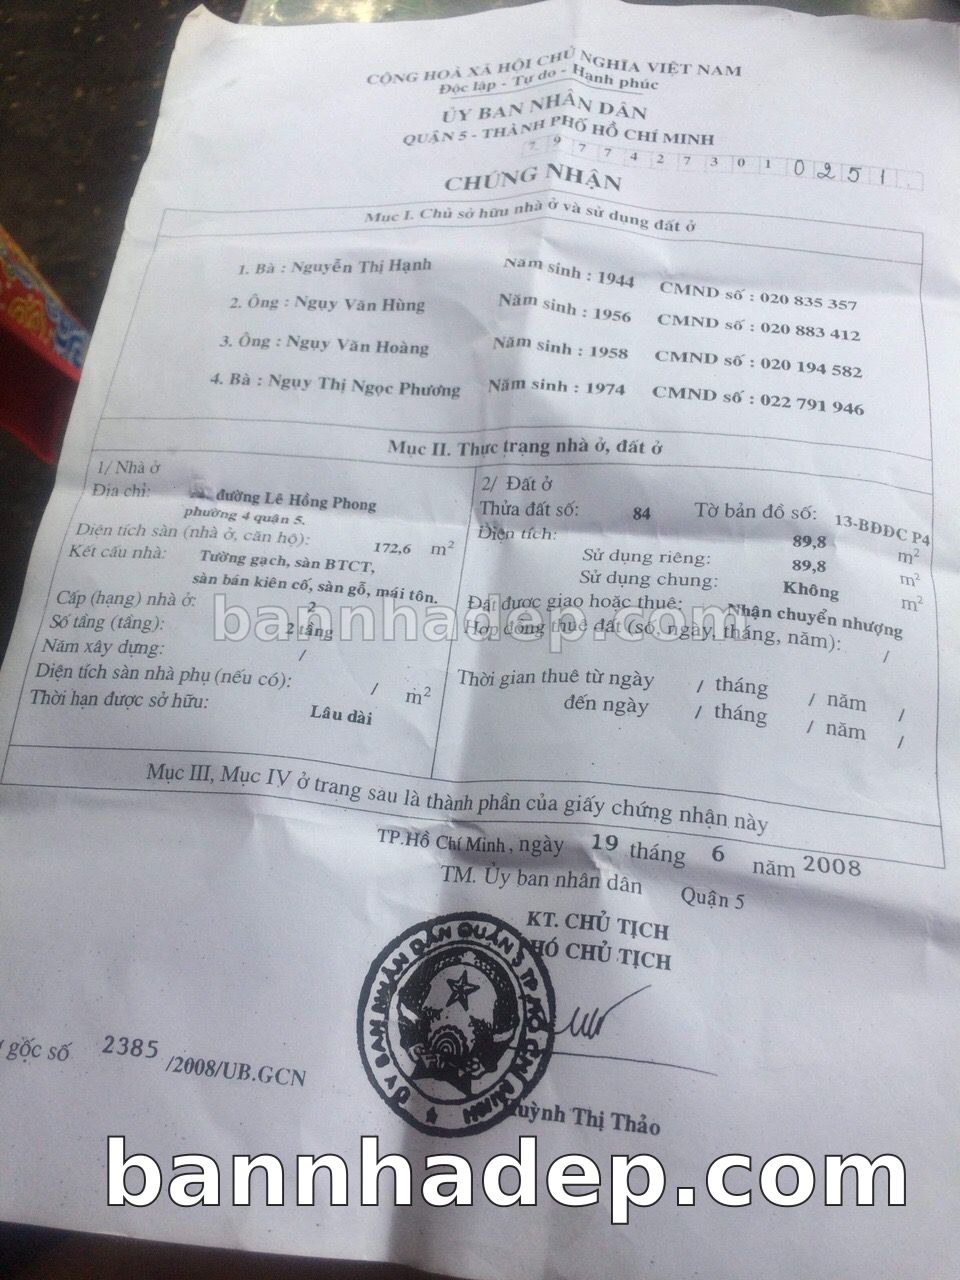 CỘNG HOÀ XÃ HỘI CHỦ NGHĨA VIỆT NAM
Độc lập - Tự do - Hạnh phúc
ỦY BAN NHÂN DÂN
QUẬN 5 - THÀNH PHỐ HỒ CHÍ MINH
7 9 7 7 4 2 7 3 0 1 0 2 5 1
CHỨNG NHẬN
Mục I. Chủ sở hữu nhà ở và sử dụng đất ở
1. Bà : Nguyễn Thị Hạnh Năm sinh : 1944 CMND số : 020 835 357
2. Ông : Ngụy Văn Hùng Năm sinh : 1956 CMND số : 020 883 412
3. Ông : Ngụy Văn Hoàng Năm sinh : 1958 CMND số : 020 194 582
4. Bà : Ngụy Thị Ngọc Phương Năm sinh : 1974 CMND số : 022 791 946
Mục II. Thực trạng nhà ở, đất ở
1/ Nhà ở
Địa chỉ: đường Lê Hồng Phong
phường 4 quận 5.
Diện tích sàn (nhà ở, căn hộ): 172,6 m²
Kết cấu nhà: Tường gạch, sàn BTCT,
sàn bán kiên cố, sàn gỗ, mái tôn.
Cấp (hạng) nhà ở: 2
Số tầng (tầng): 2 tầng
Năm xây dựng: /
Diện tích sàn nhà phụ (nếu có): / m²
Thời hạn được sở hữu: Lâu dài
2/ Đất ở
Thửa đất số: 84 Tờ bản đồ số: 13-BĐĐC P4
Diện tích: 89,8 m²
Sử dụng riêng: 89,8 m²
Sử dụng chung: Không m²
Đất được giao hoặc thuê: Nhận chuyển nhượng
Hợp đồng thuê đất (số, ngày, tháng, năm): /
Thời gian thuê từ ngày / tháng / năm /
đến ngày / tháng / năm /
bannhadep.com
Mục III, Mục IV ở trang sau là thành phần của giấy chứng nhận này
TP.Hồ Chí Minh, ngày 19 tháng 6 năm 2008
TM. Ủy ban nhân dân Quận 5
KT. CHỦ TỊCH
HÓ CHỦ TỊCH
ỦY BAN NHÂN DÂN QUẬN 5 TP.HỒ CHÍ MINH
gốc số 2385 /2008/UB.GCN
Huỳnh Thị Thảo
bannhadep.com